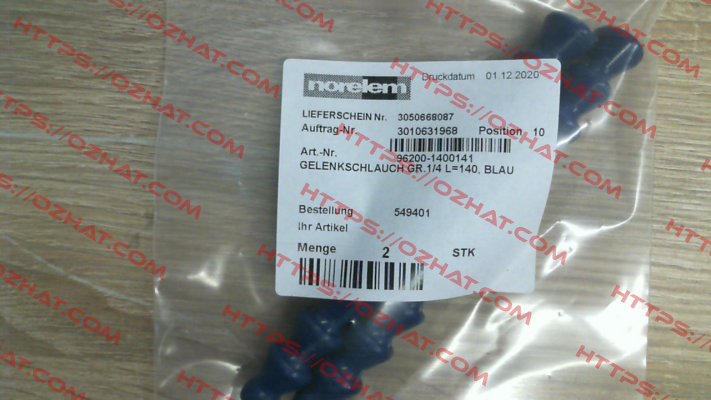 norelem Druckdatum 01.12.2020
LIEFERSCHEIN Nr. 3050668087
Auftrag-Nr. 3010631968 Position 10
Art.-Nr. 96200-1400141
GELENKSCHLAUCH GR.1/4 L=140, BLAU
Bestellung 549401
Ihr Artikel
Menge 2 STK
HTTPS://OZHAT.COM